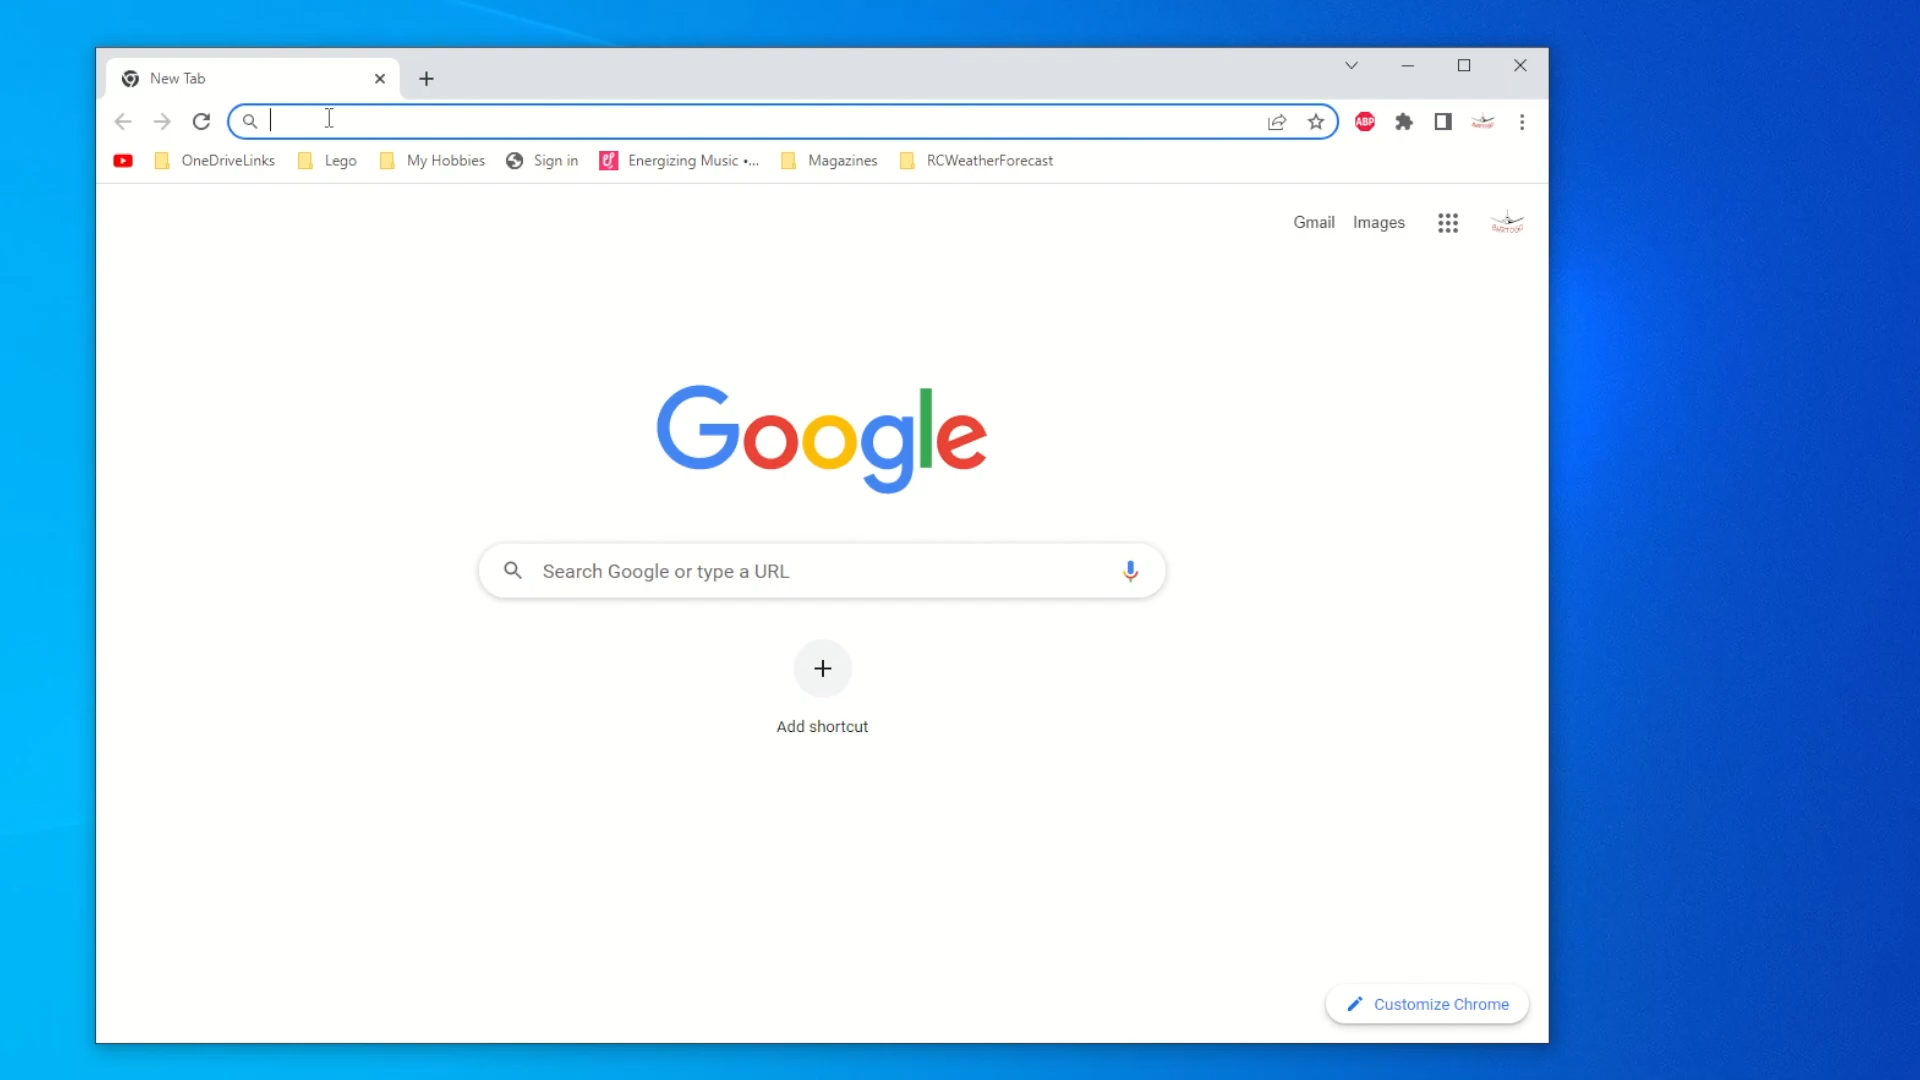 New Tab
ABP
OneDriveLinks Lego My Hobbies Sign in Energizing Music •... Magazines RCWeatherForecast
Gmail Images
Google
Search Google or type a URL
Add shortcut
Customize Chrome